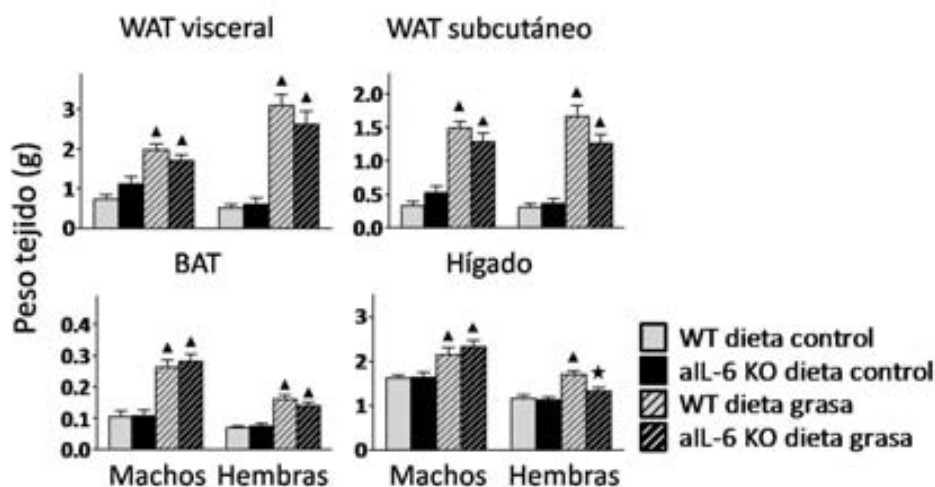 WAT visceral
WAT subcutáneo
Peso tejido (g)
3
2
1
0
2.0
1.5
1.0
0.5
0.0
BAT
Hígado
0.4
0.3
0.2
0.1
0.0
3
2
1
0
Machos Hembras
Machos Hembras
WT dieta control
aIL-6 KO dieta control
WT dieta grasa
aIL-6 KO dieta grasa